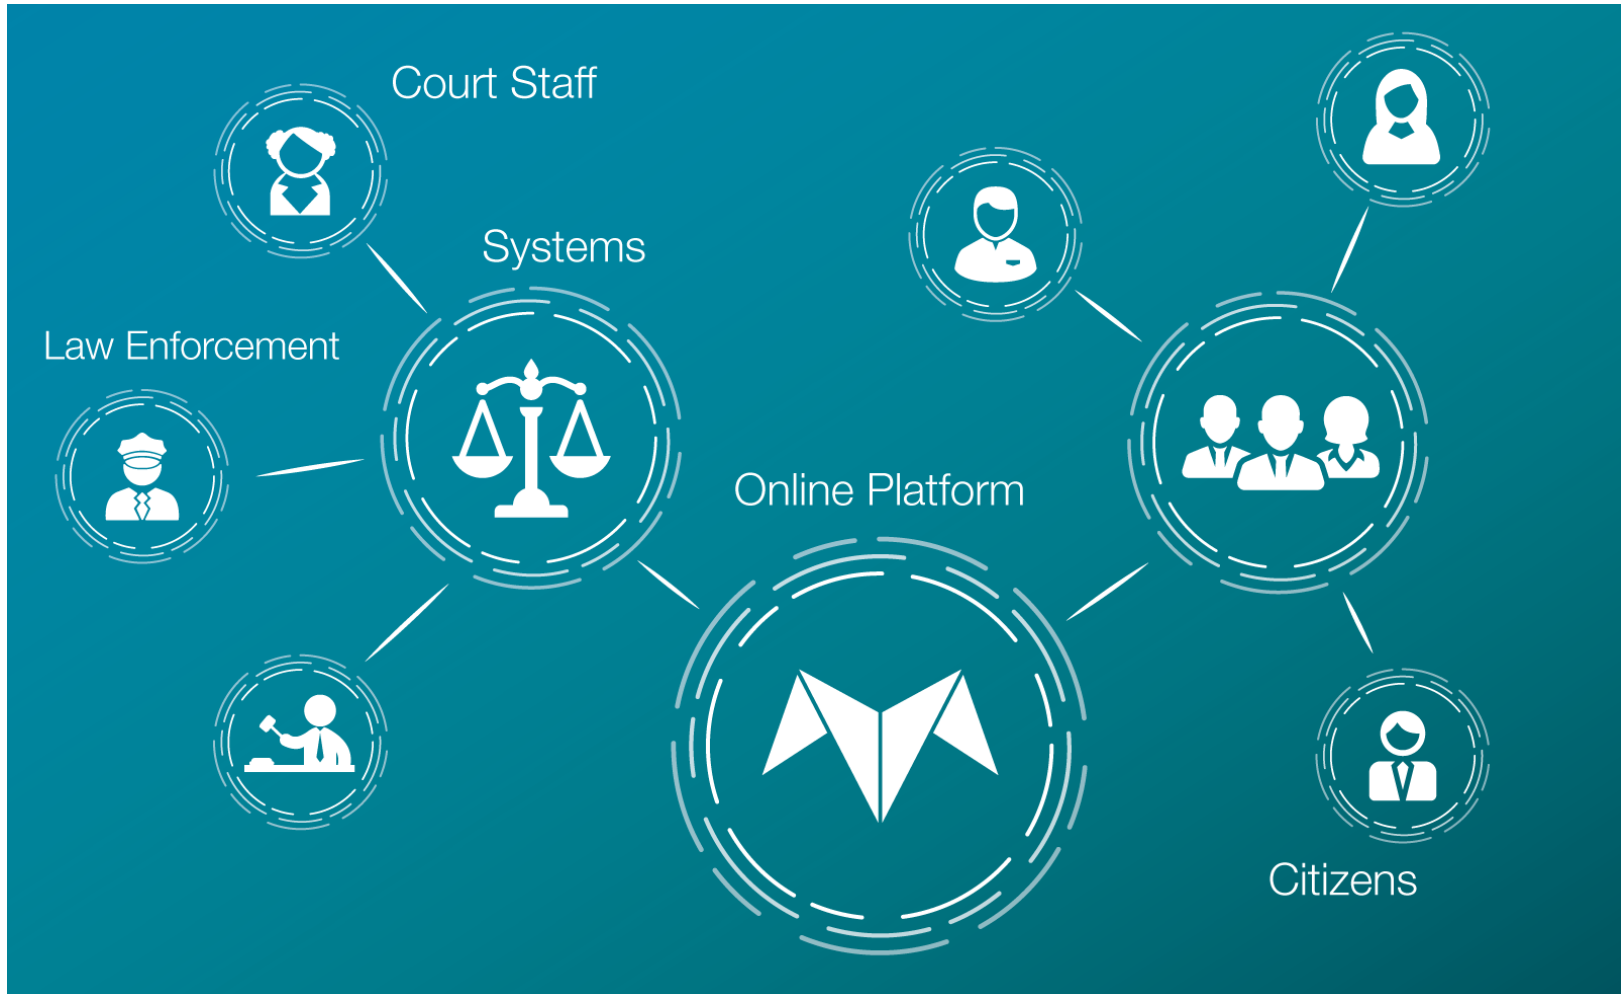 Court Staff
Systems
Law Enforcement
Online Platform
Citizens